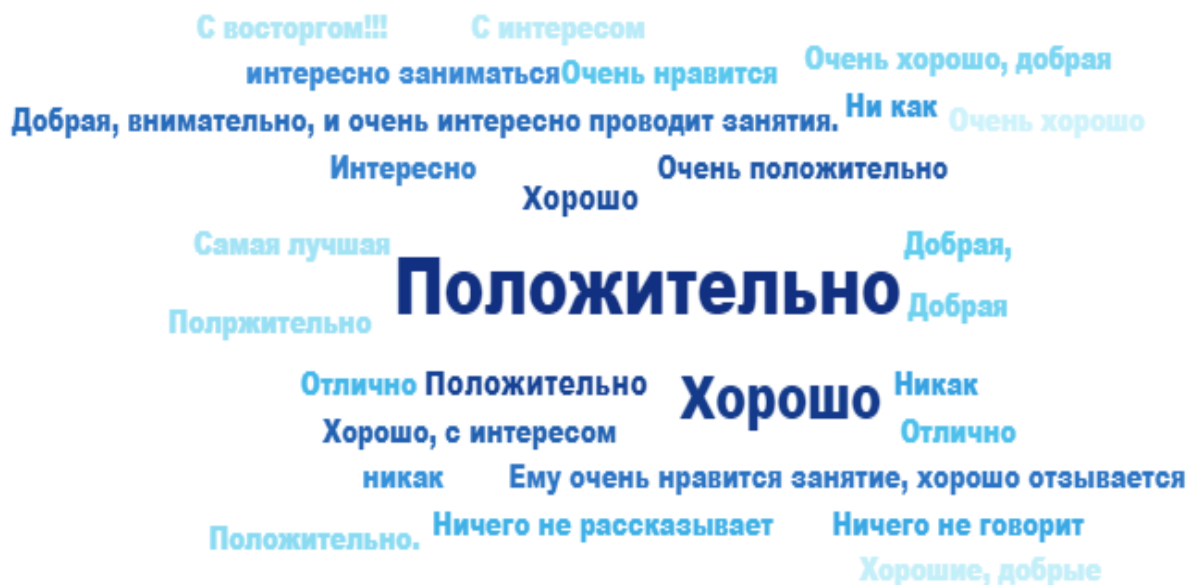 С восторгом!!! С интересом
интересно заниматься Очень нравится Очень хорошо, добрая
Добрая, внимательно, и очень интересно проводит занятия. Ни как Очень хорошо
Интересно Очень положительно
Хорошо
Самая лучшая Добрая,
Положительно
Полржительно Добрая
Отлично Положительно Хорошо Никак
Хорошо, с интересом Отлично
никак Ему очень нравится занятие, хорошо отзывается
Положительно. Ничего не рассказывает Ничего не говорит
Хорошие, добрые